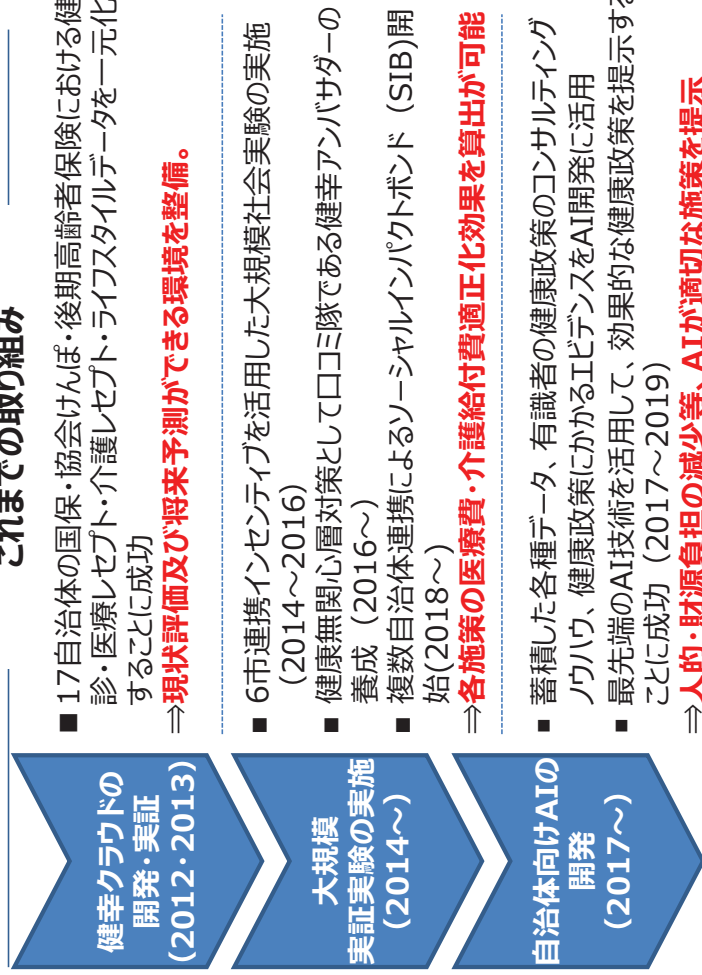 これまでの取り組み
健幸クラウドの
開発・実証
(2012・2013)
■ 17自治体の国保・協会けんぽ・後期高齢者保険における健
診・医療レセプト・介護レセプト・ライフスタイルデータを一元化
することに成功
⇒現状評価及び将来予測ができる環境を整備。
大規模
実証実験の実施
(2014～)
■ 6市連携インセンティブを活用した大規模社会実験の実施
（2014～2016）
■ 健康無関心層対策として口コミ隊である健幸アンバサダーの
養成（2016～）
■ 複数自治体連携によるソーシャルインパクトボンド（SIB)開
始(2018～)
⇒各施策の医療費・介護給付費適正化効果を算出が可能
自治体向けAIの
開発
(2017～)
■ 蓄積した各種データ、有識者の健康政策のコンサルティング
ノウハウ、健康政策にかかるエビデンスをAI開発に活用
■ 最先端のAI技術を活用して、効果的な健康政策を提示する
ことに成功（2017～2019）
⇒人的・財源負担の減少等、AIが適切な施策を提示